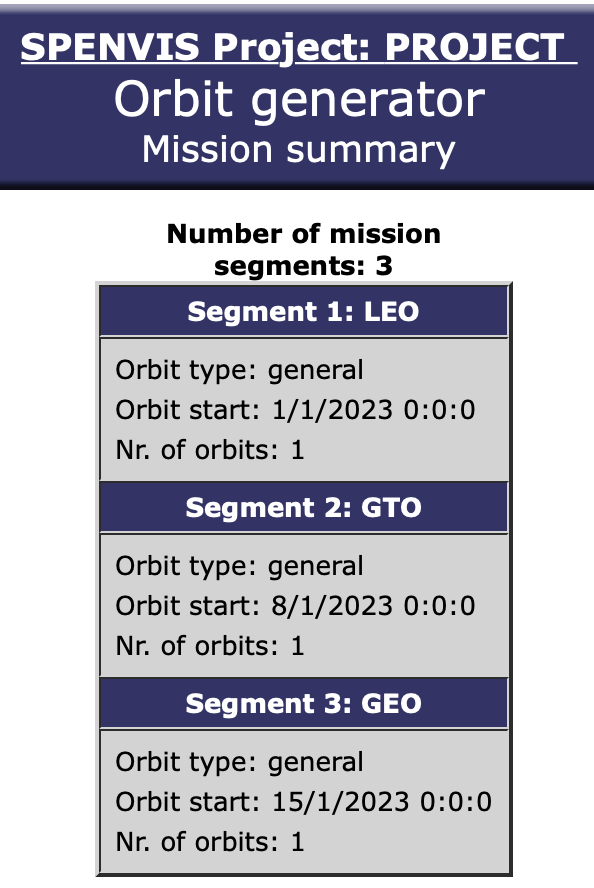 SPENVIS Project: PROJECT
Orbit generator
Mission summary
Number of mission
segments: 3
Segment 1: LEO
Orbit type: general
Orbit start: 1/1/2023 0:0:0
Nr. of orbits: 1
Segment 2: GTO
Orbit type: general
Orbit start: 8/1/2023 0:0:0
Nr. of orbits: 1
Segment 3: GEO
Orbit type: general
Orbit start: 15/1/2023 0:0:0
Nr. of orbits: 1